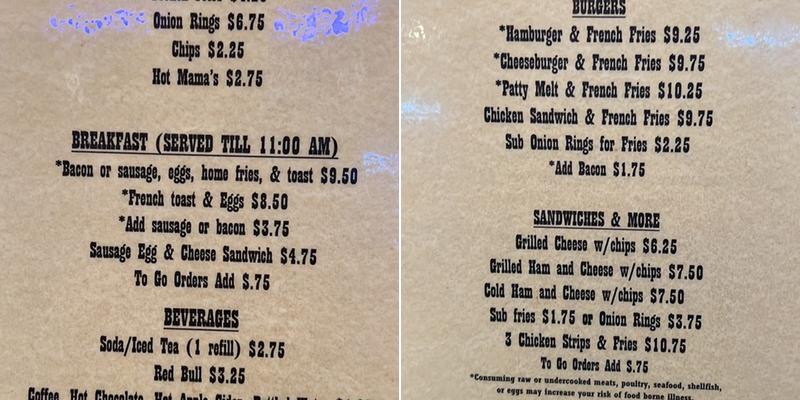 Onion Rings $6.75
Chips $2.25
Hot Mama's $2.75
BREAKFAST (SERVED TILL 11:00 AM)
*Bacon or sausage, eggs, home fries, & toast $9.50
*French toast & Eggs $8.50
*Add sausage or bacon $3.75
Sausage Egg & Cheese Sandwich $4.75
To Go Orders Add $.75
BEVERAGES
Soda/Iced Tea (1 refill) $2.75
Red Bull $3.25
Coffee, Hot Chocolate, Hot Apple Cider, Bottled Water
BURGERS
*Hamburger & French Fries $9.25
*Cheeseburger & French Fries $9.75
*Patty Melt & French Fries $10.25
Chicken Sandwich & French Fries $9.75
Sub Onion Rings for Fries $2.25
*Add Bacon $1.75
SANDWICHES & MORE
Grilled Cheese w/chips $6.25
Grilled Ham and Cheese w/chips $7.50
Cold Ham and Cheese w/chips $7.50
Sub fries $1.75 or Onion Rings $3.75
3 Chicken Strips & Fries $10.75
To Go Orders Add $.75
*Consuming raw or undercooked meats, poultry, seafood, shellfish,
or eggs may increase your risk of food borne illness.